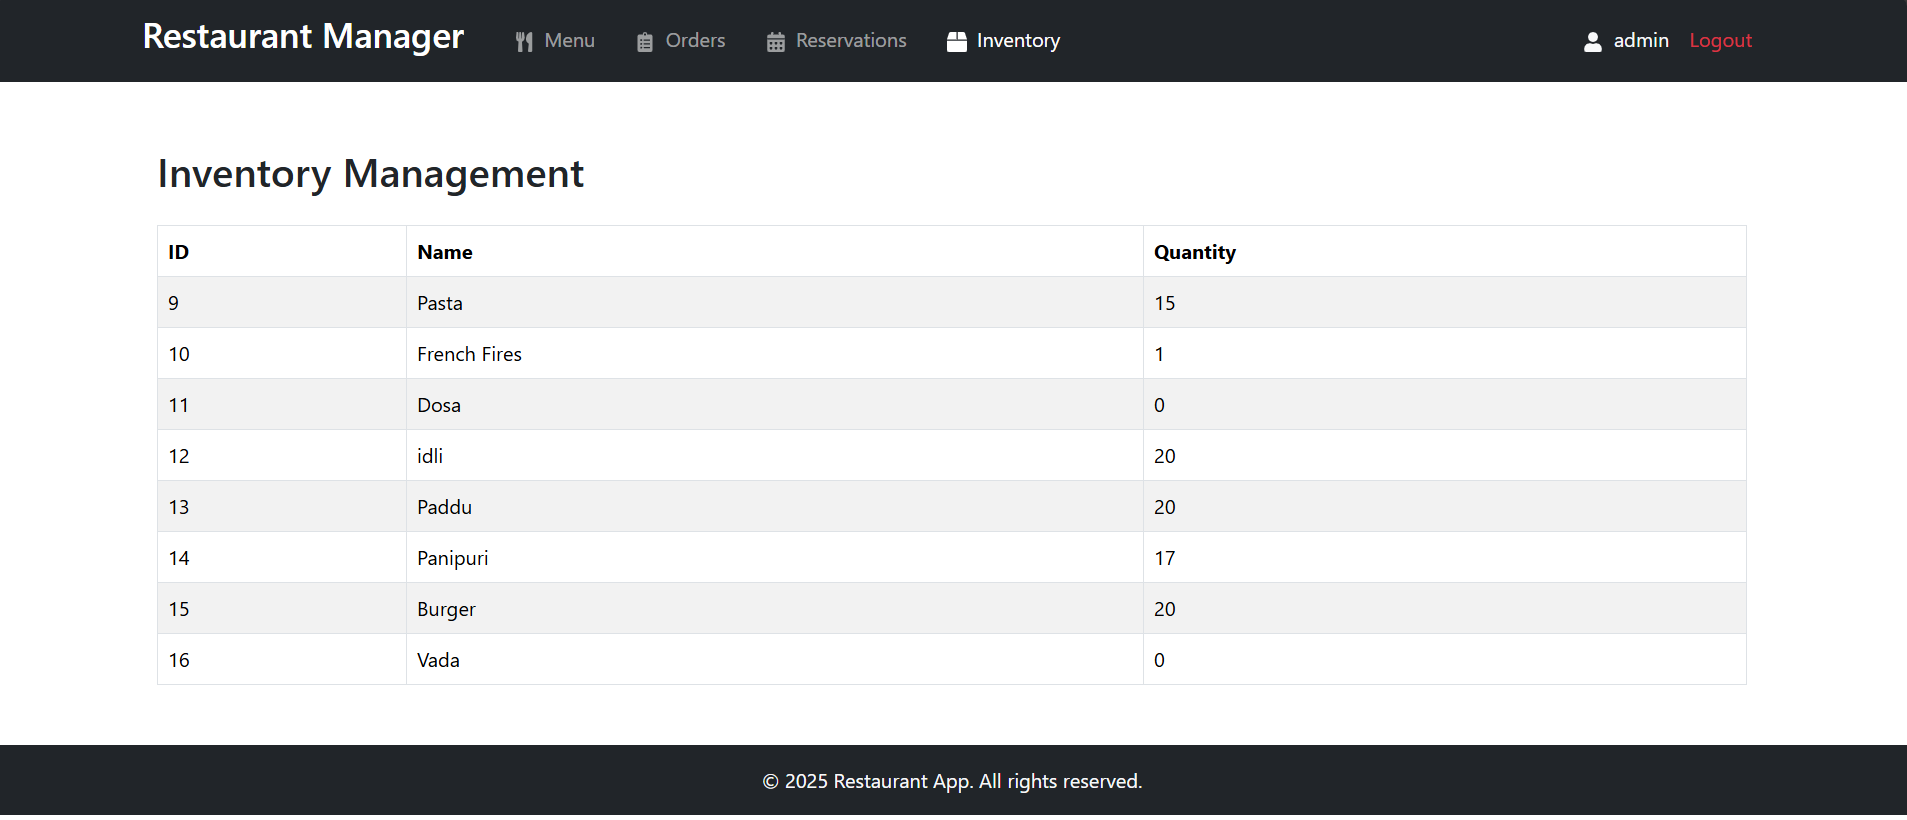 Restaurant Manager Menu Orders Reservations Inventory admin Logout
Inventory Management
ID Name Quantity
9 Pasta 15
10 French Fires 1
11 Dosa 0
12 idli 20
13 Paddu 20
14 Panipuri 17
15 Burger 20
16 Vada 0
© 2025 Restaurant App. All rights reserved.